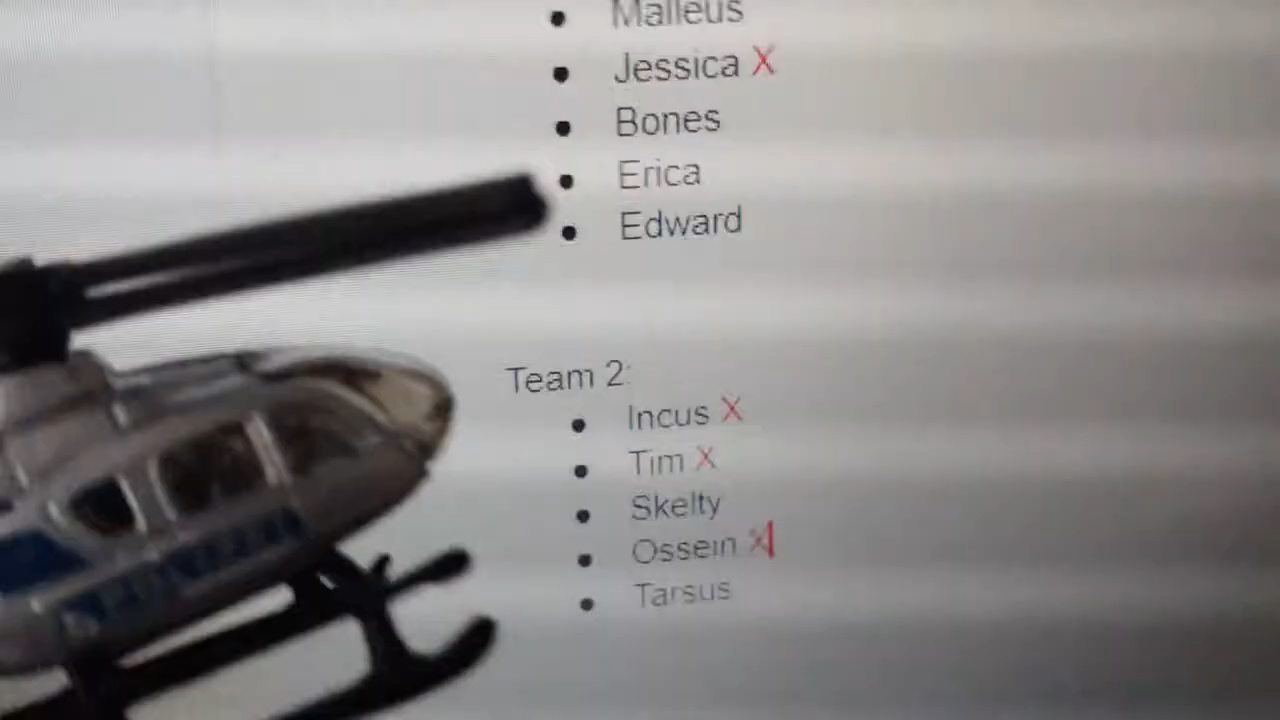 Malleus
Jessica X
Bones
Erica
Edward
Team 2:
Incus X
Tim X
Skelty
Ossein X
Tarsus